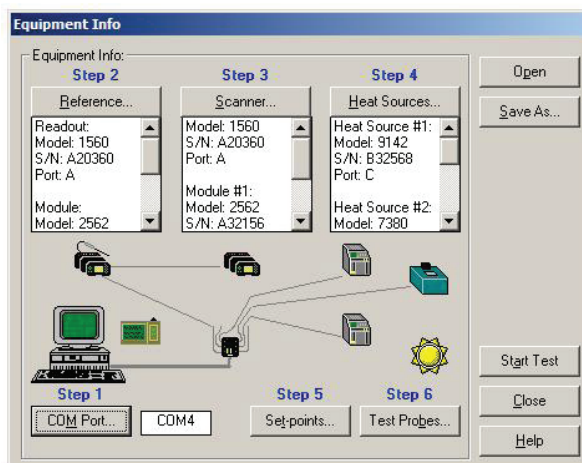 Equipment Info
Equipment Info:
Step 2
Step 3
Step 4
Reference...
Scanner...
Heat Sources...
Open
Save As...
Readout:
Model: 1560
S/N: A20360
Port: A
Module:
Model: 2562
Model: 1560
S/N: A20360
Port: A
Module #1:
Model: 2562
S/N: A32156
Heat Source #1:
Model: 9142
S/N: B32568
Port: C
Heat Source #2:
Model: 7380
Step 1
Step 5
Step 6
COM Port...
COM4
Set-points...
Test Probes...
Start Test
Close
Help